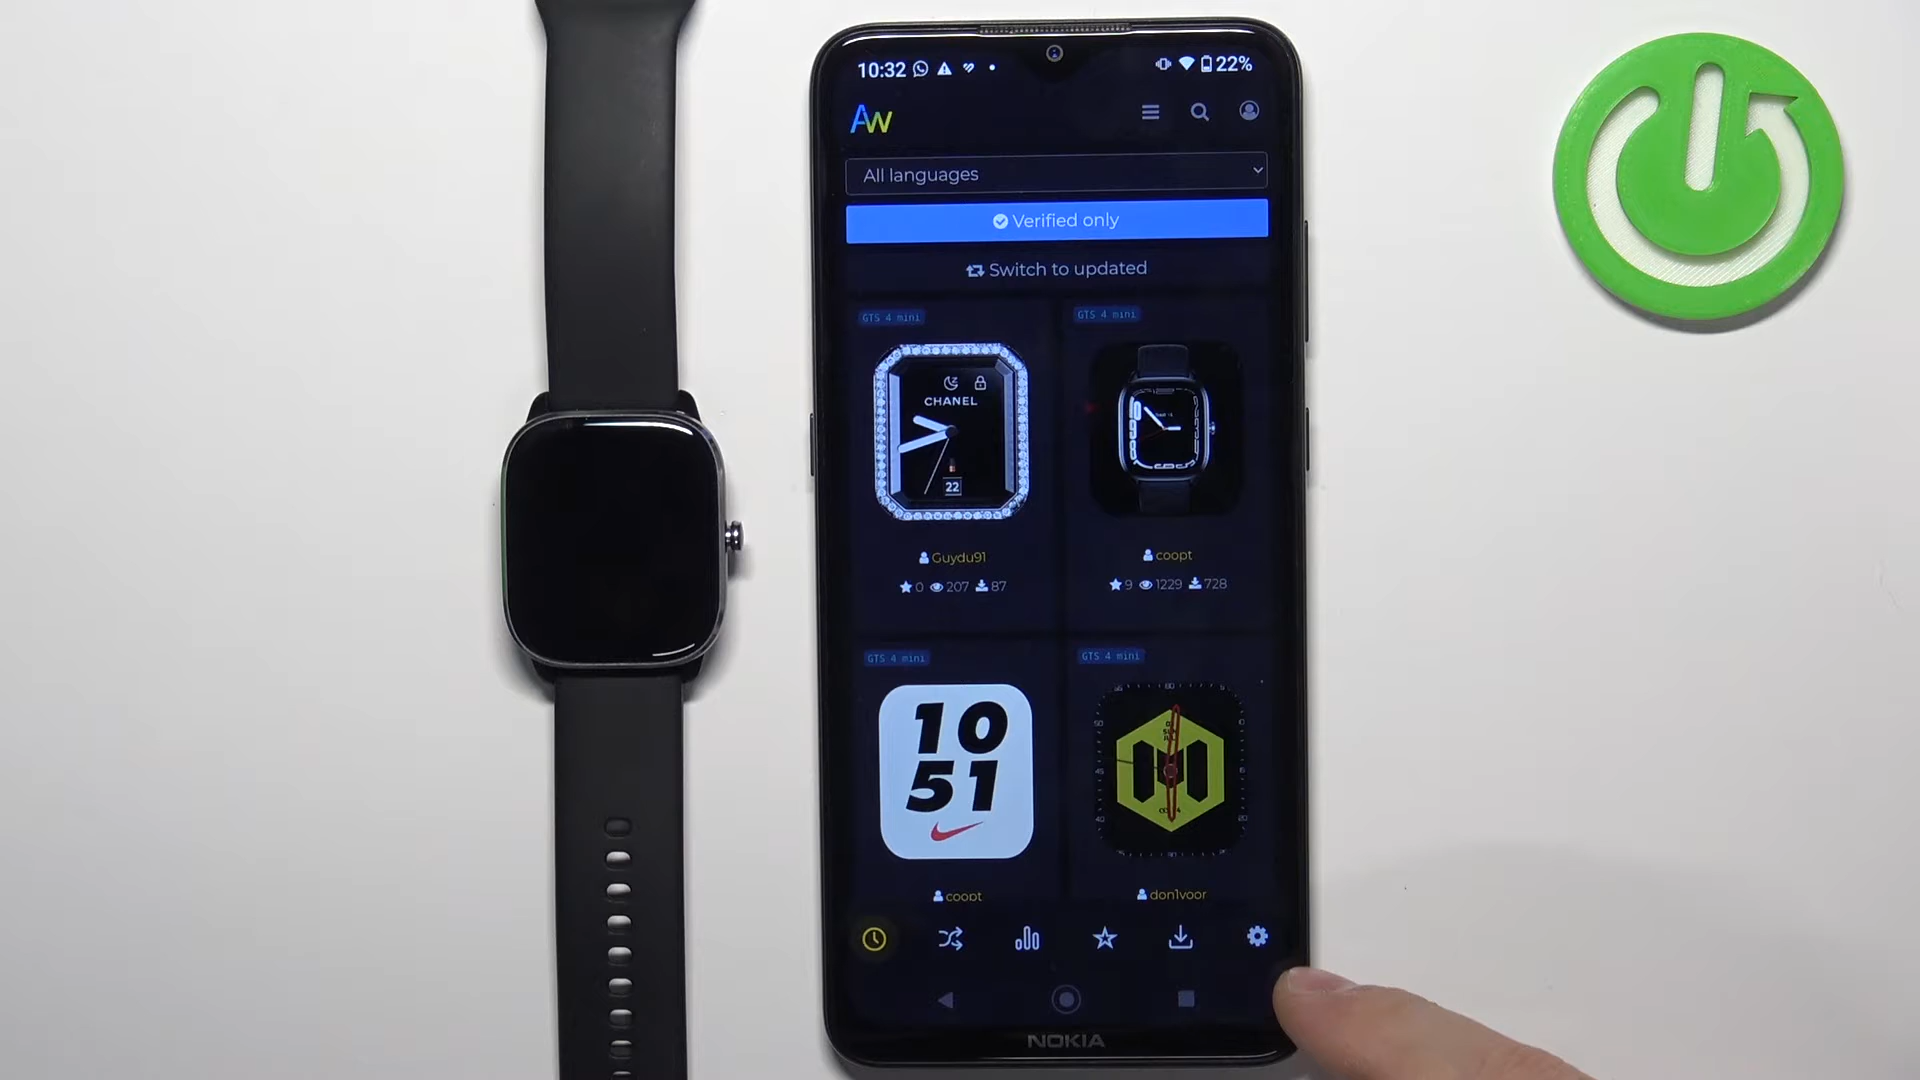 10:32 22%
AW
All languages
Verified only
Switch to updated
GTS 4 mini GTS 4 mini
CHANEL
22
Guydu91 coopt
0 207 87 9 1229 728
GTS 4 mini GTS 4 mini
10
51
coopt don1voor
NOKIA